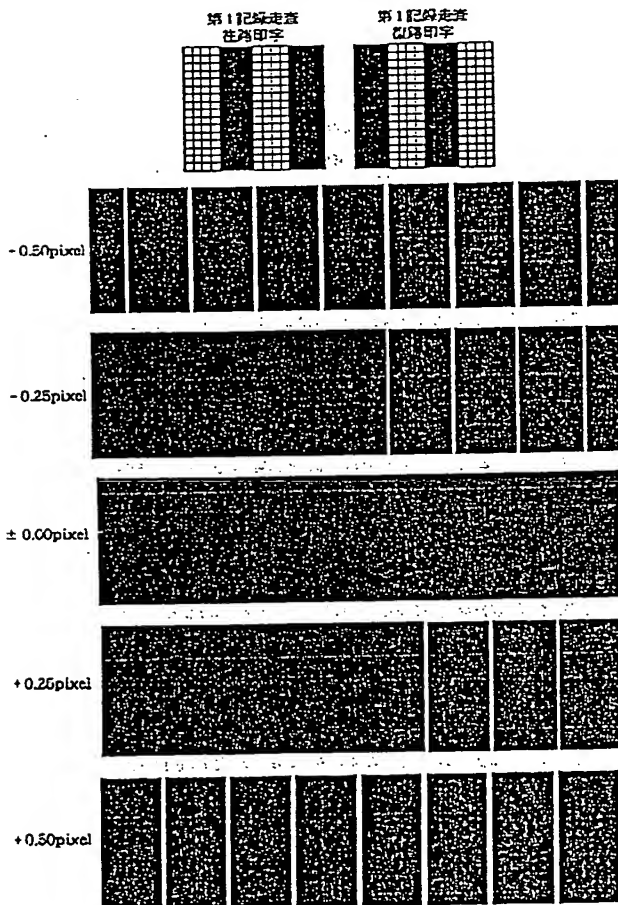 第1記録走査
往路印字
第1記録走査
復路印字
- 0.50pixel
- 0.25pixel
± 0.00pixel
+ 0.25pixel
+ 0.50pixel